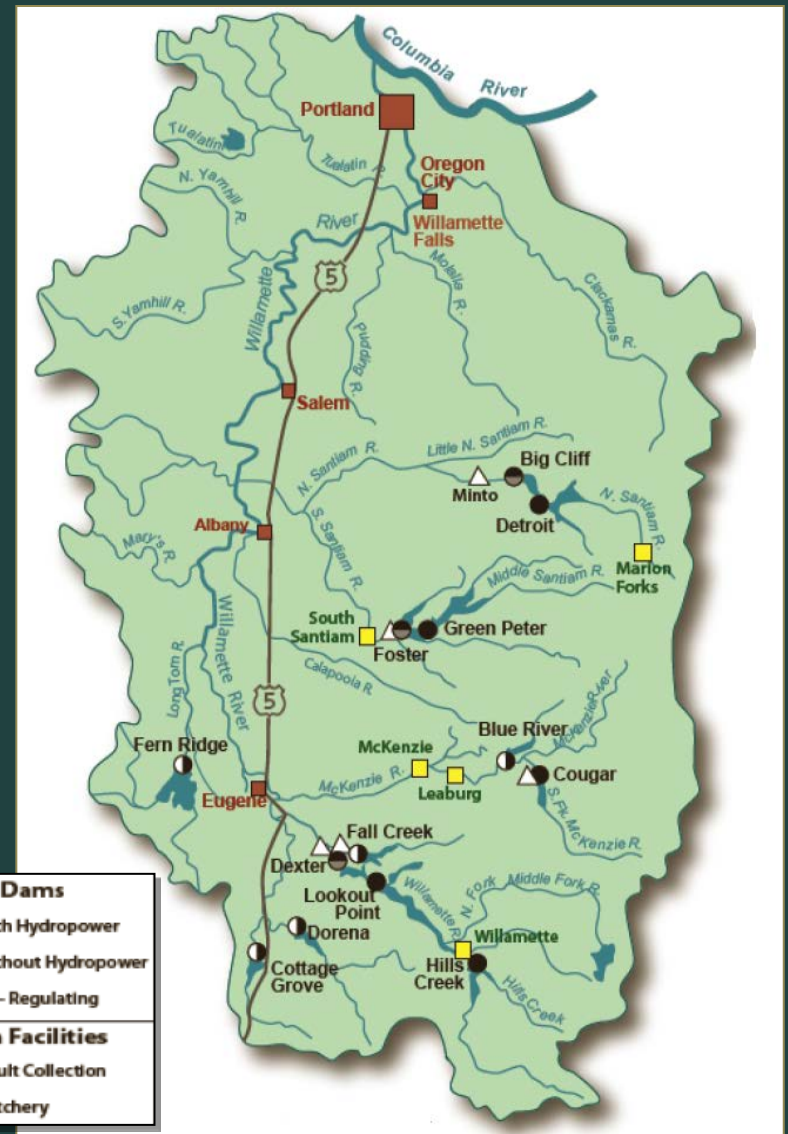 Columbia River
Portland
Tualatin
Tualatin R.
Oregon
City
Willamette
Falls
N. Yamhill R.
River
Willamette
5
Molalla R.
Clackamas R.
S. Yamhill R.
Pudding R.
Salem
N. Santiam R.
Little N. Santiam R.
Big Cliff
Minto
Detroit
N. Santiam R.
Albany
S. Santiam R.
Mary's R.
Marion
Forks
Middle Santiam R.
South
Santiam
Green Peter
Foster
Willamette River
Long Tom R.
Calapooia R.
5
McKenzie River
Blue River
Fern Ridge
McKenzie
Cougar
McKenzie R.
Leaburg
Eugene
S. Fk. McKenzie R.
Fall Creek
Dexter
Lookout
Point
Willamette R.
N. Fork Middle Fork R.
Dorena
Willamette
Cottage
Grove
Hills
Creek
Hills Creek
Dams
th Hydropower
thout Hydropower
- Regulating
Facilities
ult Collection
tchery